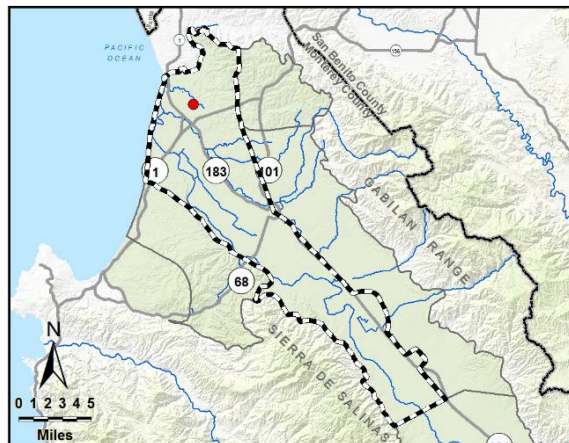 PACIFIC
OCEAN
1
156
San Benito County
Monterey County
1
183
101
GABILAN RANGE
68
SIERRA DE SALINAS
N
0 1 2 3 4 5
Miles